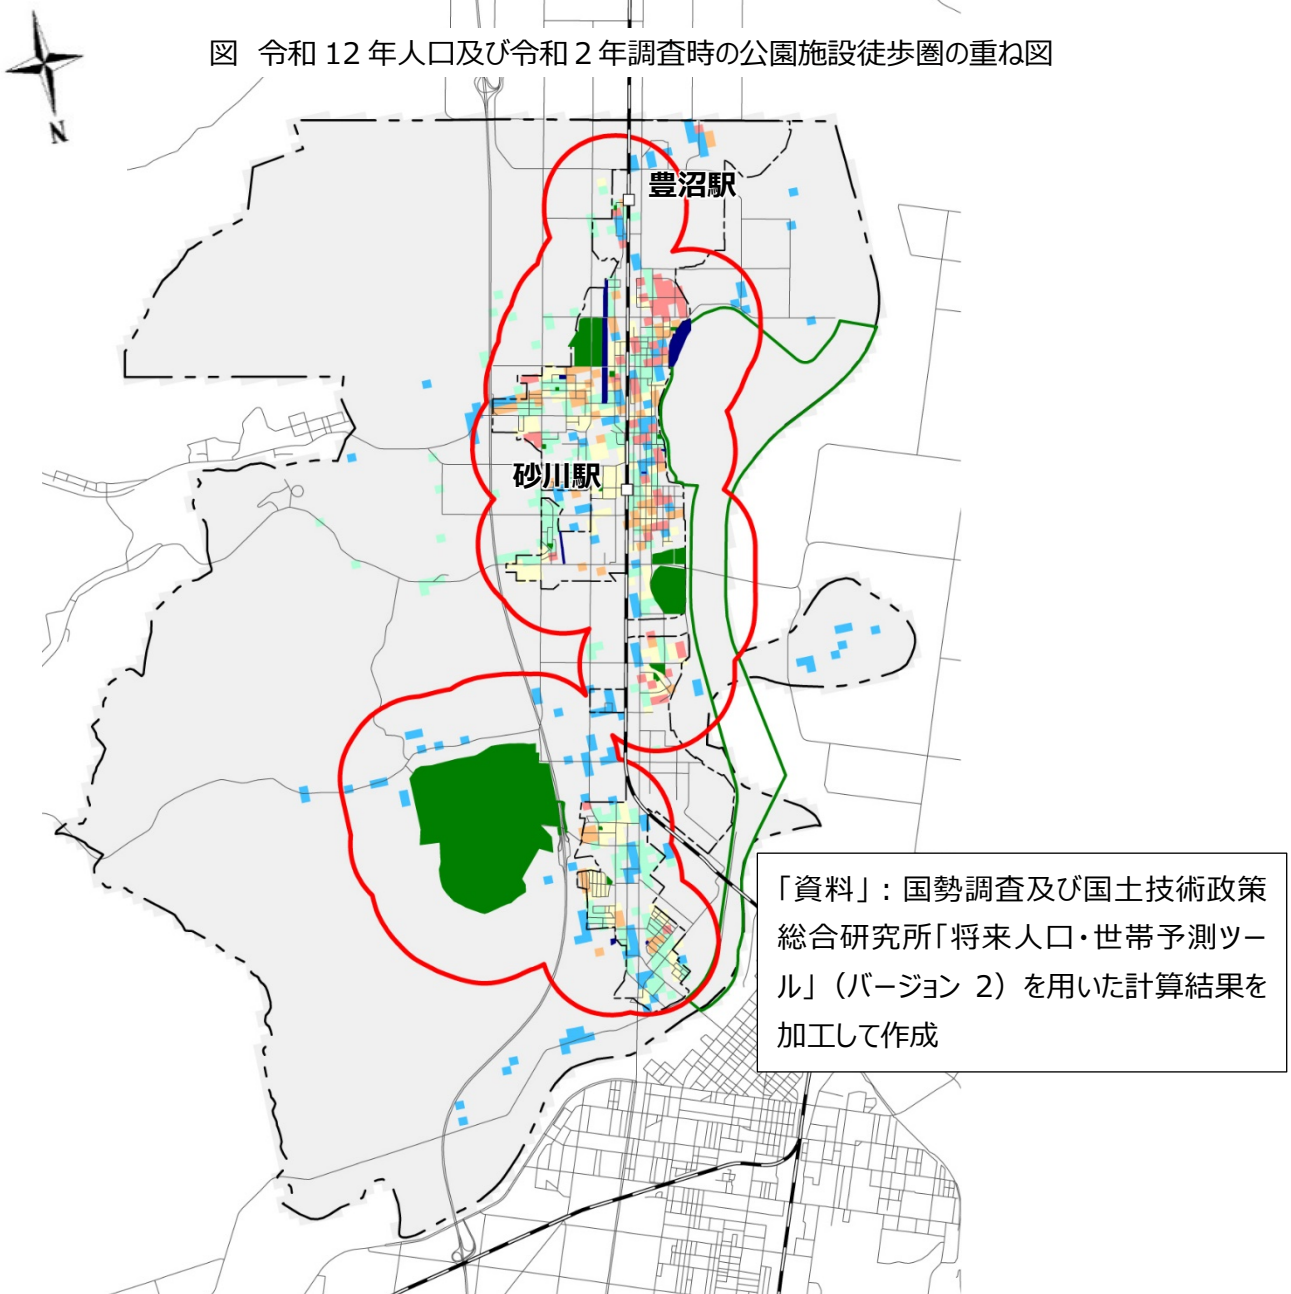 図 令和 12 年人口及び令和２年調査時の公園施設徒歩圏の重ね図
N
豊沼駅
砂川駅
「資料」：国勢調査及び国土技術政策
総合研究所「将来人口・世帯予測ツー
ル」（バージョン 2）を用いた計算結果を
加工して作成